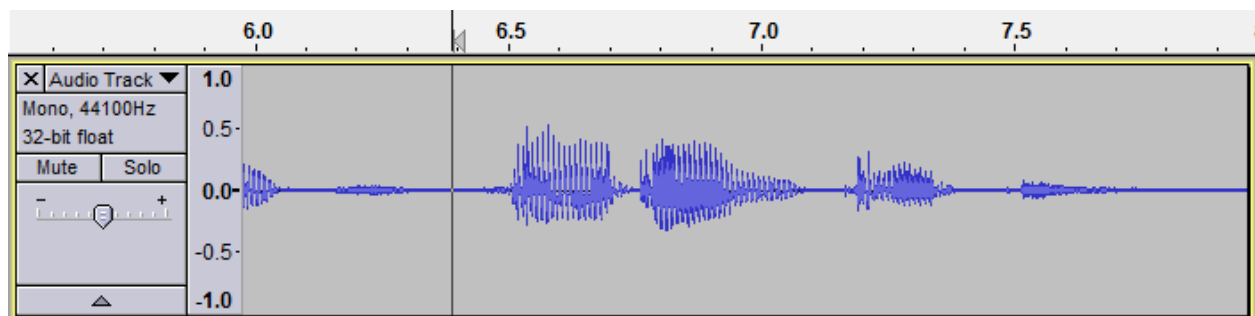 6.0 6.5 7.0 7.5
X Audio Track ▼ 1.0
Mono, 44100Hz
32-bit float 0.5-
Mute Solo
- + 0.0-
-0.5-
-1.0